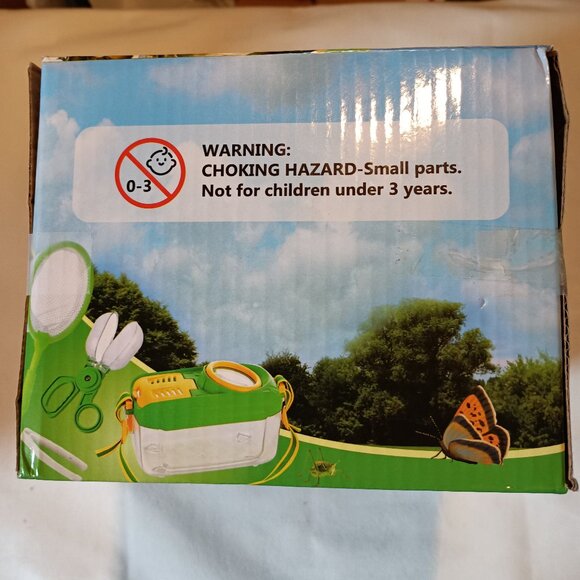 0-3
WARNING:
CHOKING HAZARD-Small parts.
Not for children under 3 years.